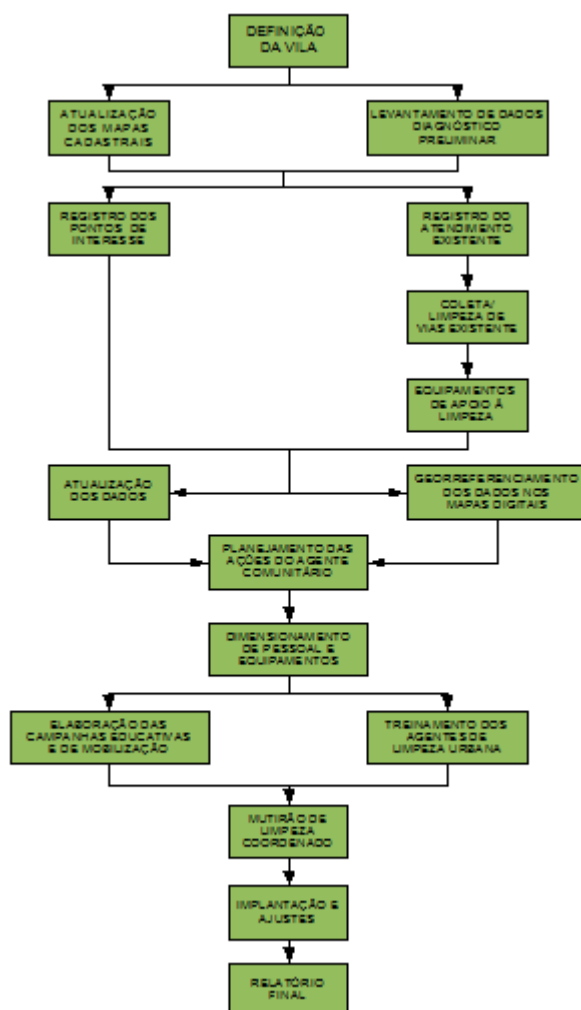 DEFINIÇÃO
DA VILA
ATUALIZAÇÃO
DOS MAPAS
CADASTRAIS
LEVANTAMENTO DE DADOS
DIAGNÓSTICO
PRELIMINAR
REGISTRO DOS
PONTOS DE
INTERESSE
REGISTRO DO
ATENDIMENTO
EXISTENTE
COLETA/
LIMPEZA DE
VIAS EXISTENTE
EQUIPAMENTOS
DE APOIO À
LIMPEZA
ATUALIZAÇÃO
DOS DADOS
GEORREFERENCIAMENTO
DOS DADOS NOS
MAPAS DIGITAIS
PLANEJAMENTO DAS
AÇÕES DO AGENTE
COMUNITÁRIO
DIMENSIONAMENTO
DE PESSOAL E
EQUIPAMENTOS
ELABORAÇÃO DAS
CAMPANHAS EDUCATIVAS
E DE MOBILIZAÇÃO
TREINAMENTO DOS
AGENTES DE
LIMPEZA URBANA
MUTIRÃO DE
LIMPEZA
COORDENADO
IMPLANTAÇÃO E
AJUSTES
RELATÓRIO
FINAL